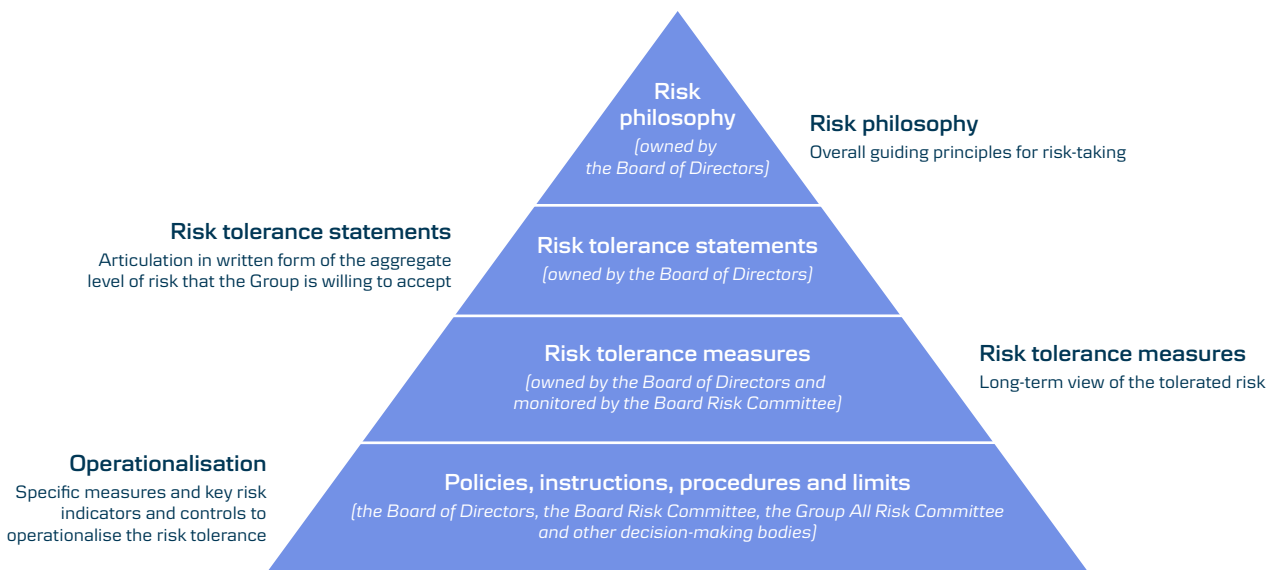 Risk
philosophy
(owned by
the Board of Directors)
Risk philosophy
Overall guiding principles for risk-taking
Risk tolerance statements
Articulation in written form of the aggregate
level of risk that the Group is willing to accept
Risk tolerance statements
(owned by the Board of Directors)
Risk tolerance measures
(owned by the Board of Directors and
monitored by the Board Risk Committee)
Risk tolerance measures
Long-term view of the tolerated risk
Operationalisation
Specific measures and key risk
indicators and controls to
operationalise the risk tolerance
Policies, instructions, procedures and limits
(the Board of Directors, the Board Risk Committee, the Group All Risk Committee
and other decision-making bodies)